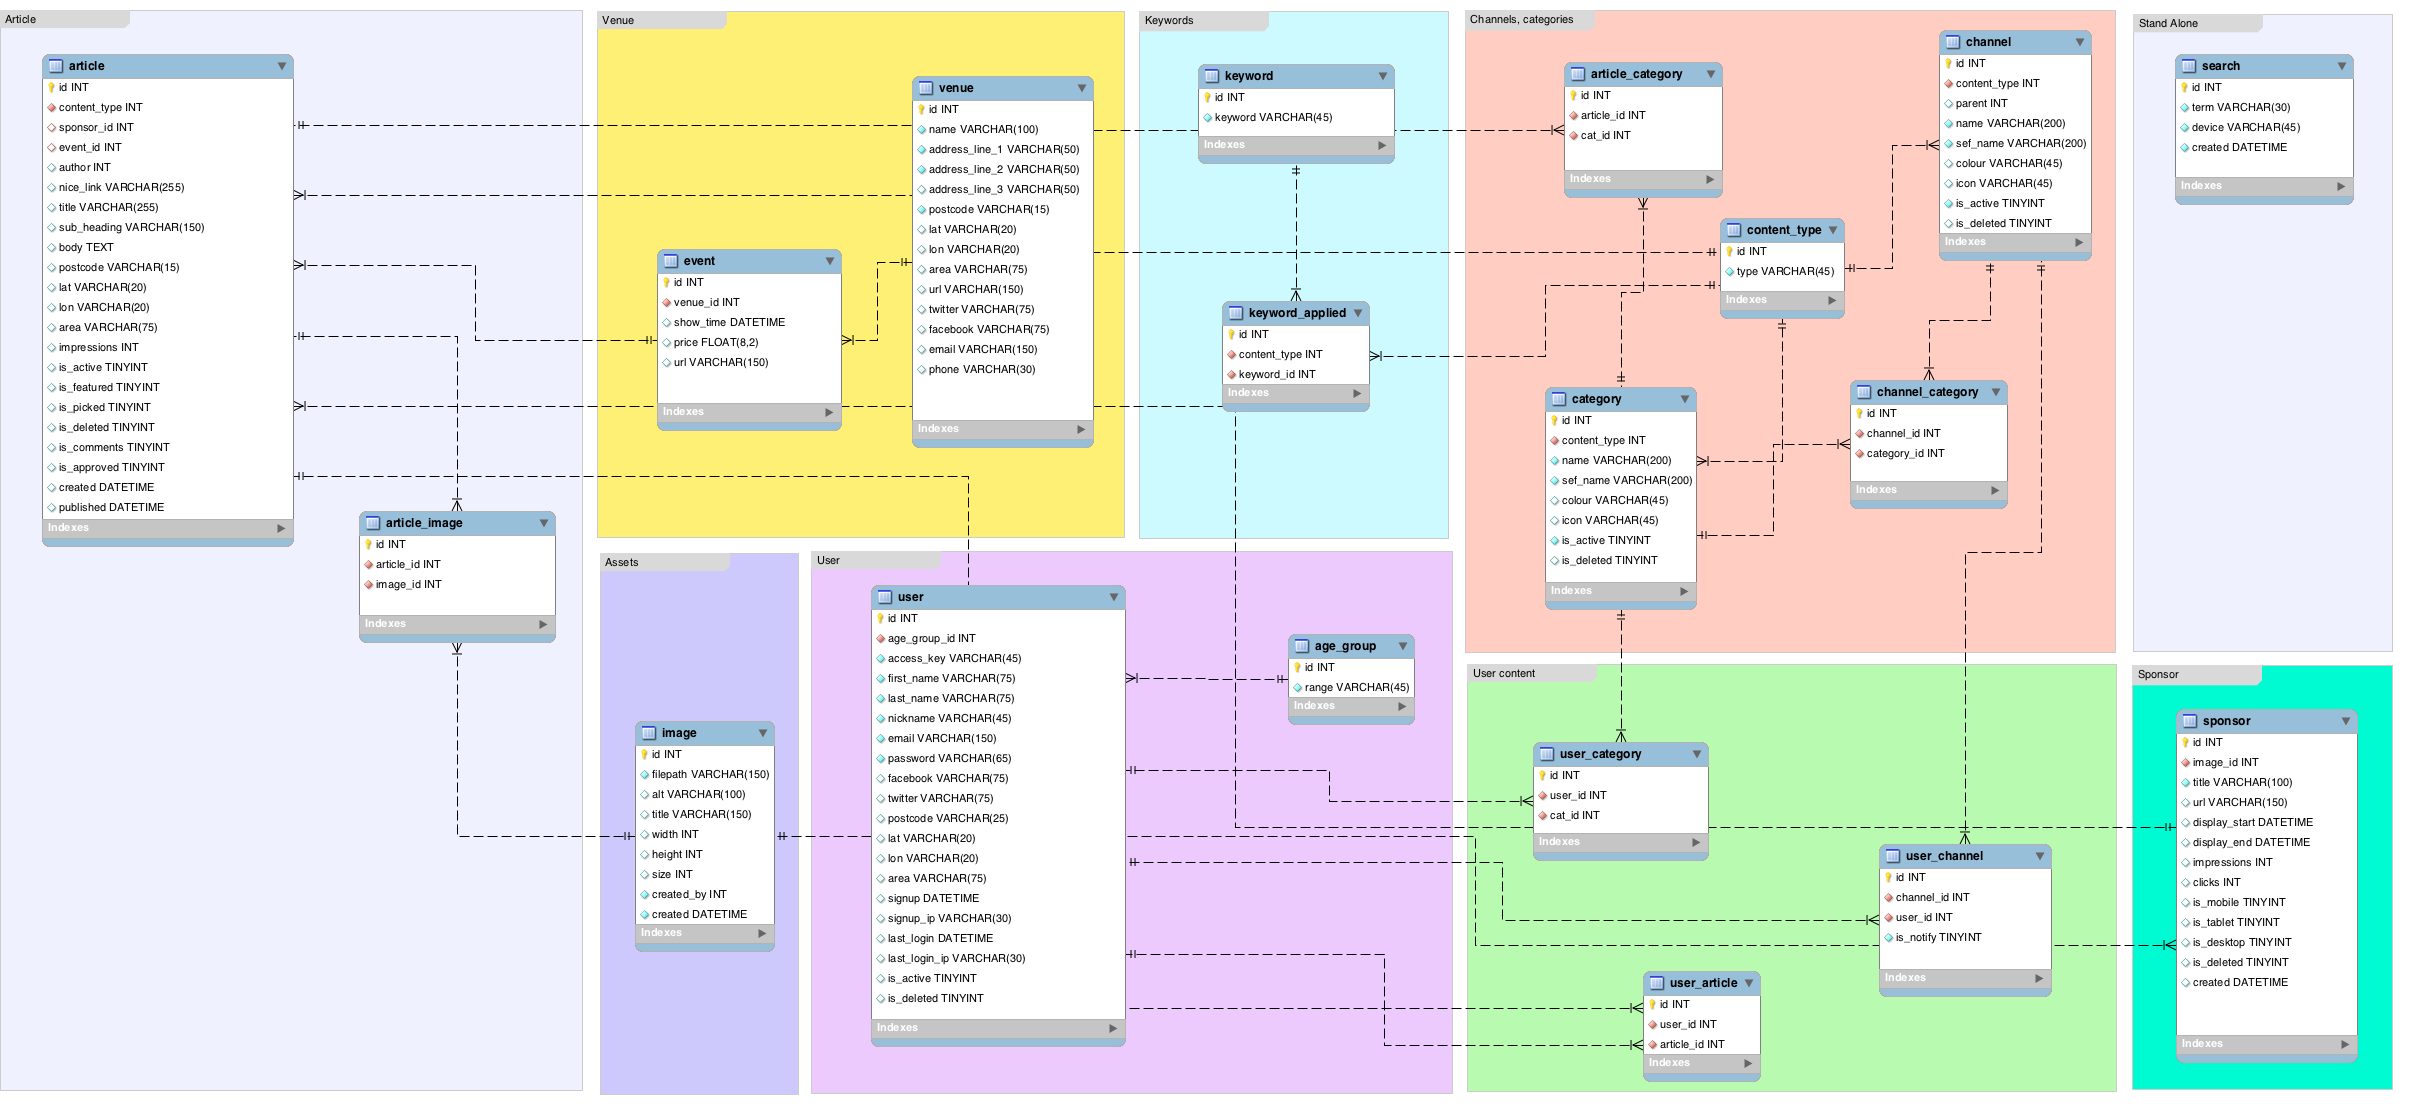 Article
article
id INT
content_type INT
sponsor_id INT
event_id INT
author INT
nice_link VARCHAR(255)
title VARCHAR(255)
sub_heading VARCHAR(150)
body TEXT
postcode VARCHAR(15)
lat VARCHAR(20)
lon VARCHAR(20)
area VARCHAR(75)
impressions INT
is_active TINYINT
is_featured TINYINT
is_picked TINYINT
is_deleted TINYINT
is_comments TINYINT
is_approved TINYINT
created DATETIME
published DATETIME
Indexes
article_image
id INT
article_id INT
image_id INT
Indexes
Venue
event
id INT
venue_id INT
show_time DATETIME
price FLOAT(8,2)
url VARCHAR(150)
Indexes
venue
id INT
name VARCHAR(100)
address_line_1 VARCHAR(50)
address_line_2 VARCHAR(50)
address_line_3 VARCHAR(50)
postcode VARCHAR(15)
lat VARCHAR(20)
lon VARCHAR(20)
area VARCHAR(75)
url VARCHAR(150)
twitter VARCHAR(75)
facebook VARCHAR(75)
email VARCHAR(150)
phone VARCHAR(30)
Indexes
Keywords
keyword
id INT
keyword VARCHAR(45)
Indexes
keyword_applied
id INT
content_type INT
keyword_id INT
Indexes
Channels, categories
article_category
id INT
article_id INT
cat_id INT
Indexes
channel
id INT
content_type INT
parent INT
name VARCHAR(200)
sef_name VARCHAR(200)
colour VARCHAR(45)
icon VARCHAR(45)
is_active TINYINT
is_deleted TINYINT
Indexes
content_type
id INT
type VARCHAR(45)
Indexes
category
id INT
content_type INT
name VARCHAR(200)
sef_name VARCHAR(200)
colour VARCHAR(45)
icon VARCHAR(45)
is_active TINYINT
is_deleted TINYINT
Indexes
channel_category
id INT
channel_id INT
category_id INT
Indexes
Stand Alone
search
id INT
term VARCHAR(30)
device VARCHAR(45)
created DATETIME
Indexes
Assets
image
id INT
filepath VARCHAR(150)
alt VARCHAR(100)
title VARCHAR(150)
width INT
height INT
size INT
created_by INT
created DATETIME
Indexes
User
user
id INT
age_group_id INT
access_key VARCHAR(45)
first_name VARCHAR(75)
last_name VARCHAR(75)
nickname VARCHAR(45)
email VARCHAR(150)
password VARCHAR(65)
facebook VARCHAR(75)
twitter VARCHAR(75)
postcode VARCHAR(25)
lat VARCHAR(20)
lon VARCHAR(20)
area VARCHAR(75)
signup DATETIME
signup_ip VARCHAR(30)
last_login DATETIME
last_login_ip VARCHAR(30)
is_active TINYINT
is_deleted TINYINT
Indexes
age_group
id INT
range VARCHAR(45)
Indexes
User content
user_category
id INT
user_id INT
cat_id INT
Indexes
user_channel
id INT
channel_id INT
user_id INT
is_notify TINYINT
Indexes
user_article
id INT
user_id INT
article_id INT
Indexes
Sponsor
sponsor
id INT
image_id INT
title VARCHAR(100)
url VARCHAR(150)
display_start DATETIME
display_end DATETIME
impressions INT
clicks INT
is_mobile TINYINT
is_tablet TINYINT
is_desktop TINYINT
is_deleted TINYINT
created DATETIME
Indexes